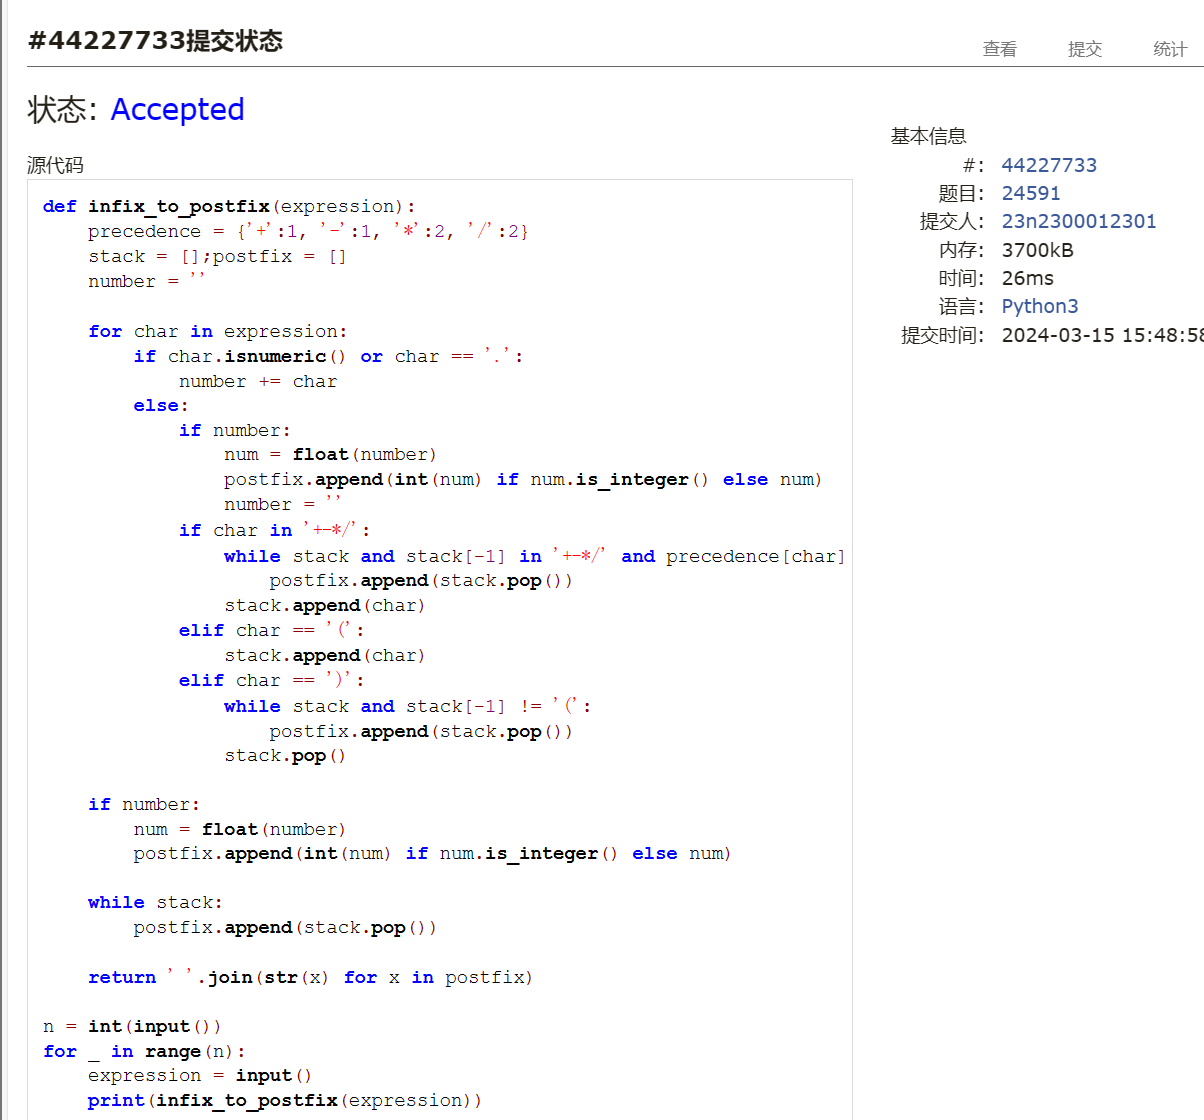 #44227733提交状态
查看 提交 统计
状态: Accepted
源代码
def infix_to_postfix(expression):
    precedence = {'+':1, '-':1, '*':2, '/':2}
    stack = [];postfix = []
    number = ''

    for char in expression:
        if char.isnumeric() or char == '.':
            number += char
        else:
            if number:
                num = float(number)
                postfix.append(int(num) if num.is_integer() else num)
                number = ''
            if char in '+-*/':
                while stack and stack[-1] in '+-*/' and precedence[char]
                    postfix.append(stack.pop())
                stack.append(char)
            elif char == '(':
                stack.append(char)
            elif char == ')':
                while stack and stack[-1] != '(':
                    postfix.append(stack.pop())
                stack.pop()

    if number:
        num = float(number)
        postfix.append(int(num) if num.is_integer() else num)

    while stack:
        postfix.append(stack.pop())

    return ' '.join(str(x) for x in postfix)

n = int(input())
for _ in range(n):
    expression = input()
    print(infix_to_postfix(expression))
基本信息
#: 44227733
题目: 24591
提交人: 23n2300012301
内存: 3700kB
时间: 26ms
语言: Python3
提交时间: 2024-03-15 15:48:58